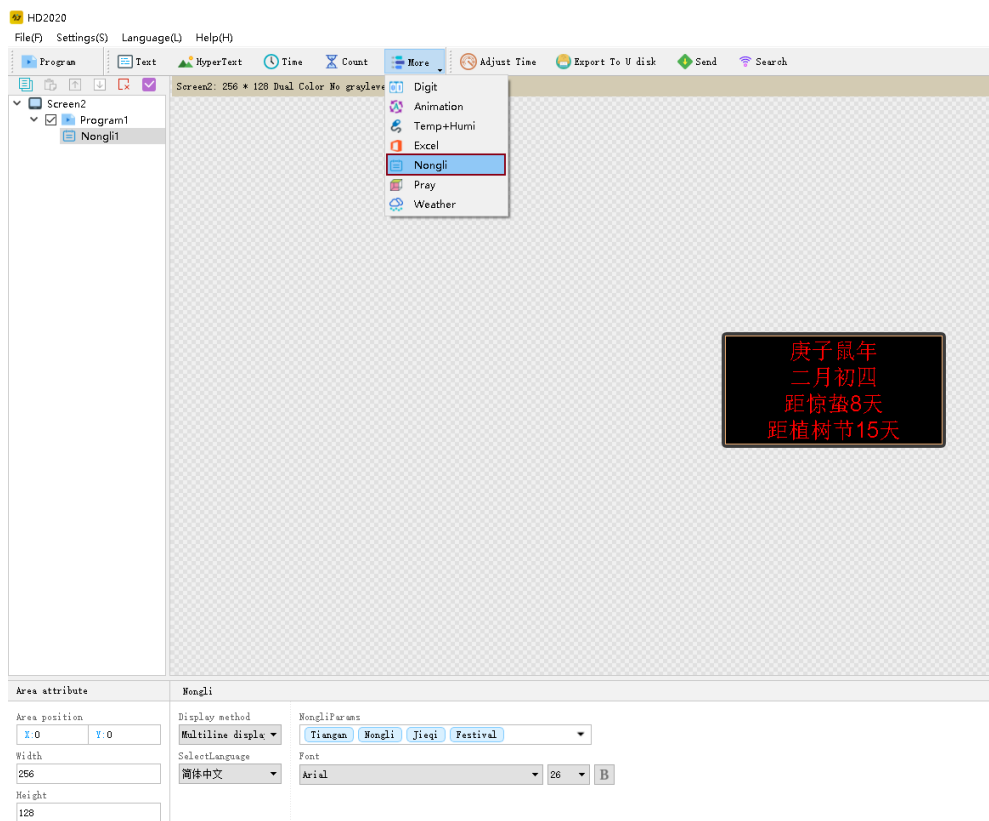 HD2020
File(F) Settings(S) Language(L) Help(H)
Program Text HyperText Time Count More Adjust Time Export To U disk Send Search
Screen2: 256 * 128 Dual Color No grayleve
Digit
Animation
Temp+Humi
Excel
Nongli
Pray
Weather
Screen2
Program1
Nongli1
庚子鼠年
二月初四
距惊蛰8天
距植树节15天
Area attribute
Area position
X:0 Y:0
Width
256
Height
128
Nongli
Display method
Multiline displa
SelectLanguage
简体中文
NongliParams
Tiangan Nongli Jieqi Festival
Font
Arial 26 B